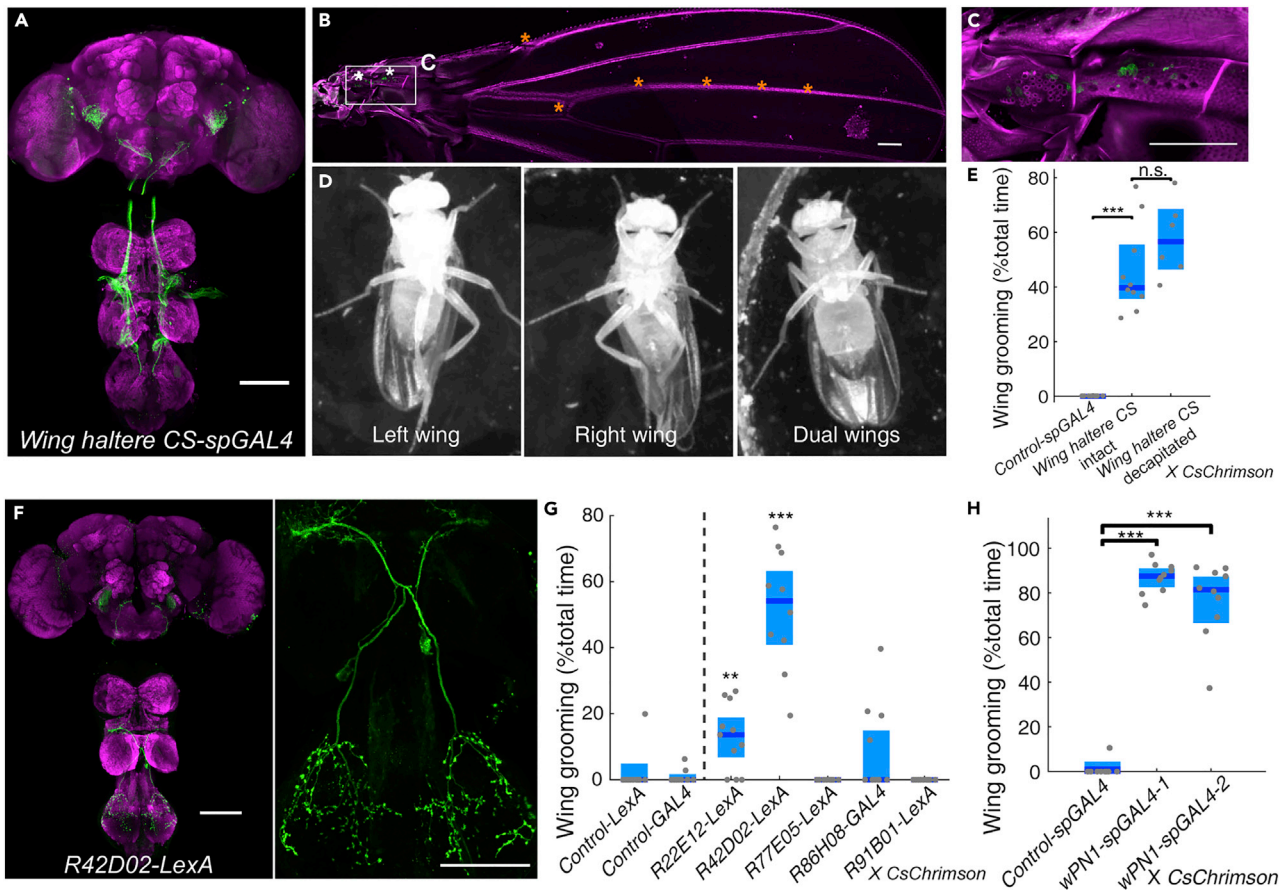 A
Wing haltere CS-spGAL4
B
* * * * * * * *
C
C
D
Left wing
Right wing
Dual wings
E
Wing grooming (%total time)
80
60
40
20
0
***
n.s.
Control-spGAL4
Wing haltere CS
intact
Wing haltere CS
decapitated
X CsChrimson
F
R42D02-LexA
G
Wing grooming (%total time)
80
60
40
20
0
**
***
Control-LexA
Control-GAL4
R22E12-LexA
R42D02-LexA
R77E05-LexA
R86H08-GAL4
R91B01-LexA
X CsChrimson
H
Wing grooming (%total time)
100
80
60
40
20
0
***
***
Control-spGAL4
wPN1-spGAL4-1
wPN1-spGAL4-2
X CsChrimson